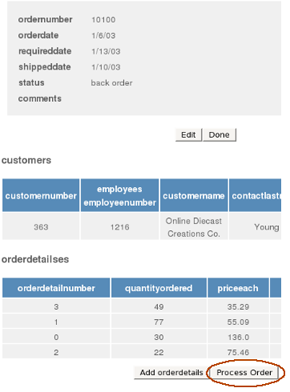 ordernumber 10100
orderdate 1/6/03
requireddate 1/13/03
shippeddate 1/10/03
status back order
comments
Edit Done
customers
customernumber employees employeenumber customername contactlast
363 1216 Online Diecast Creations Co. Young
orderdetailses
orderdetailnumber quantityordered priceeach
3 49 35.29
1 77 55.09
0 30 136.0
2 22 75.46
Add orderdetails Process Order